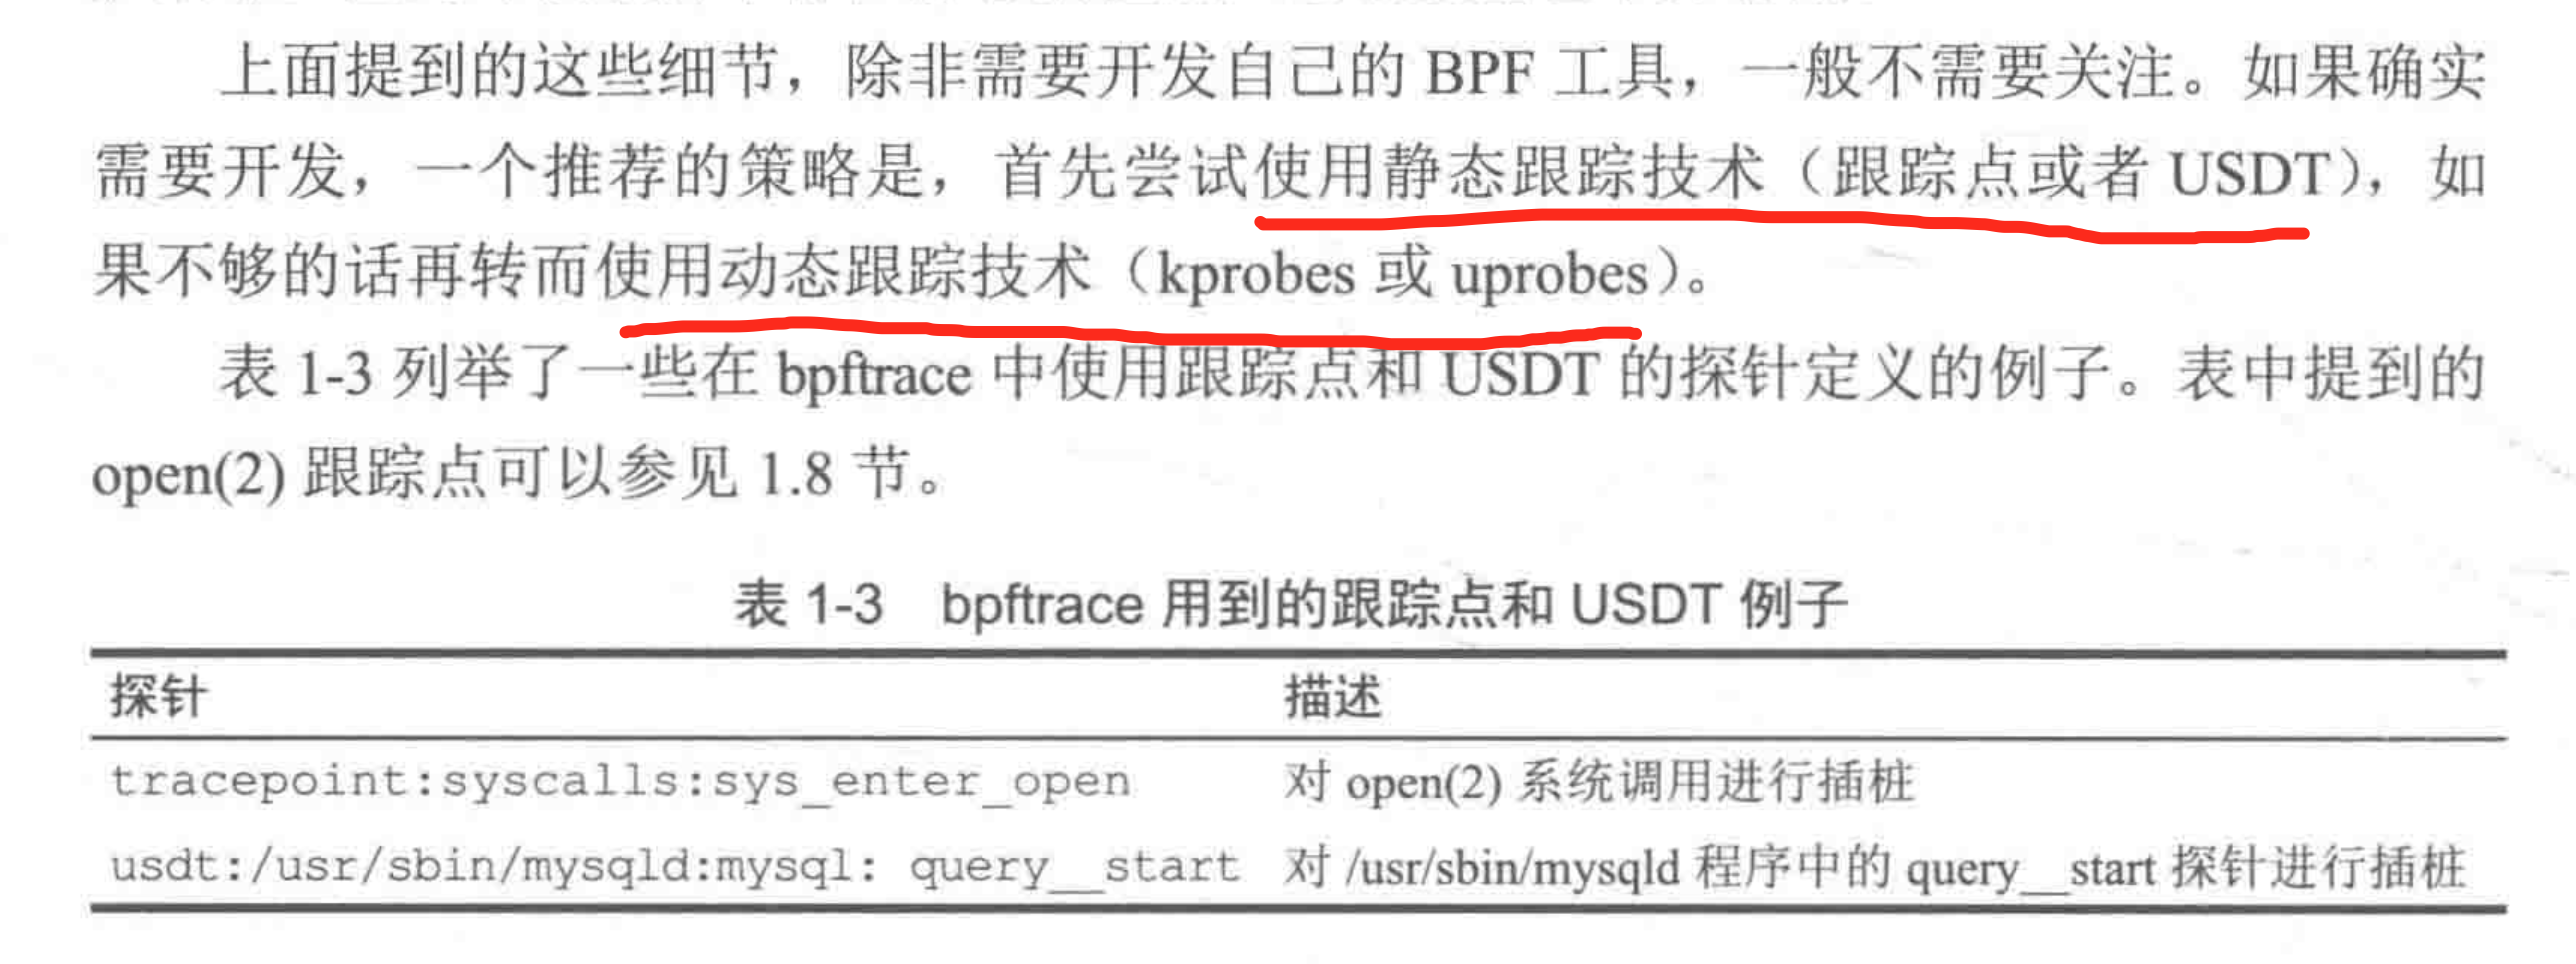 上面提到的这些细节，除非需要开发自己的 BPF 工具，一般不需要关注。如果确实
需要开发，一个推荐的策略是，首先尝试使用静态跟踪技术（跟踪点或者 USDT），如
果不够的话再转而使用动态跟踪技术（kprobes 或 uprobes）。
表 1-3 列举了一些在 bpftrace 中使用跟踪点和 USDT 的探针定义的例子。表中提到的
open(2) 跟踪点可以参见 1.8 节。
表 1-3 bpftrace 用到的跟踪点和 USDT 例子
探针 描述
tracepoint:syscalls:sys_enter_open 对 open(2) 系统调用进行插桩
usdt:/usr/sbin/mysqld:mysql: query__start 对 /usr/sbin/mysqld 程序中的 query__start 探针进行插桩